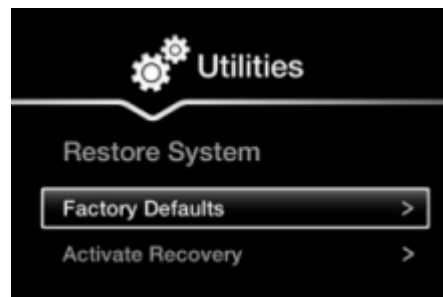 Utilities
Restore System
Factory Defaults >
Activate Recovery >